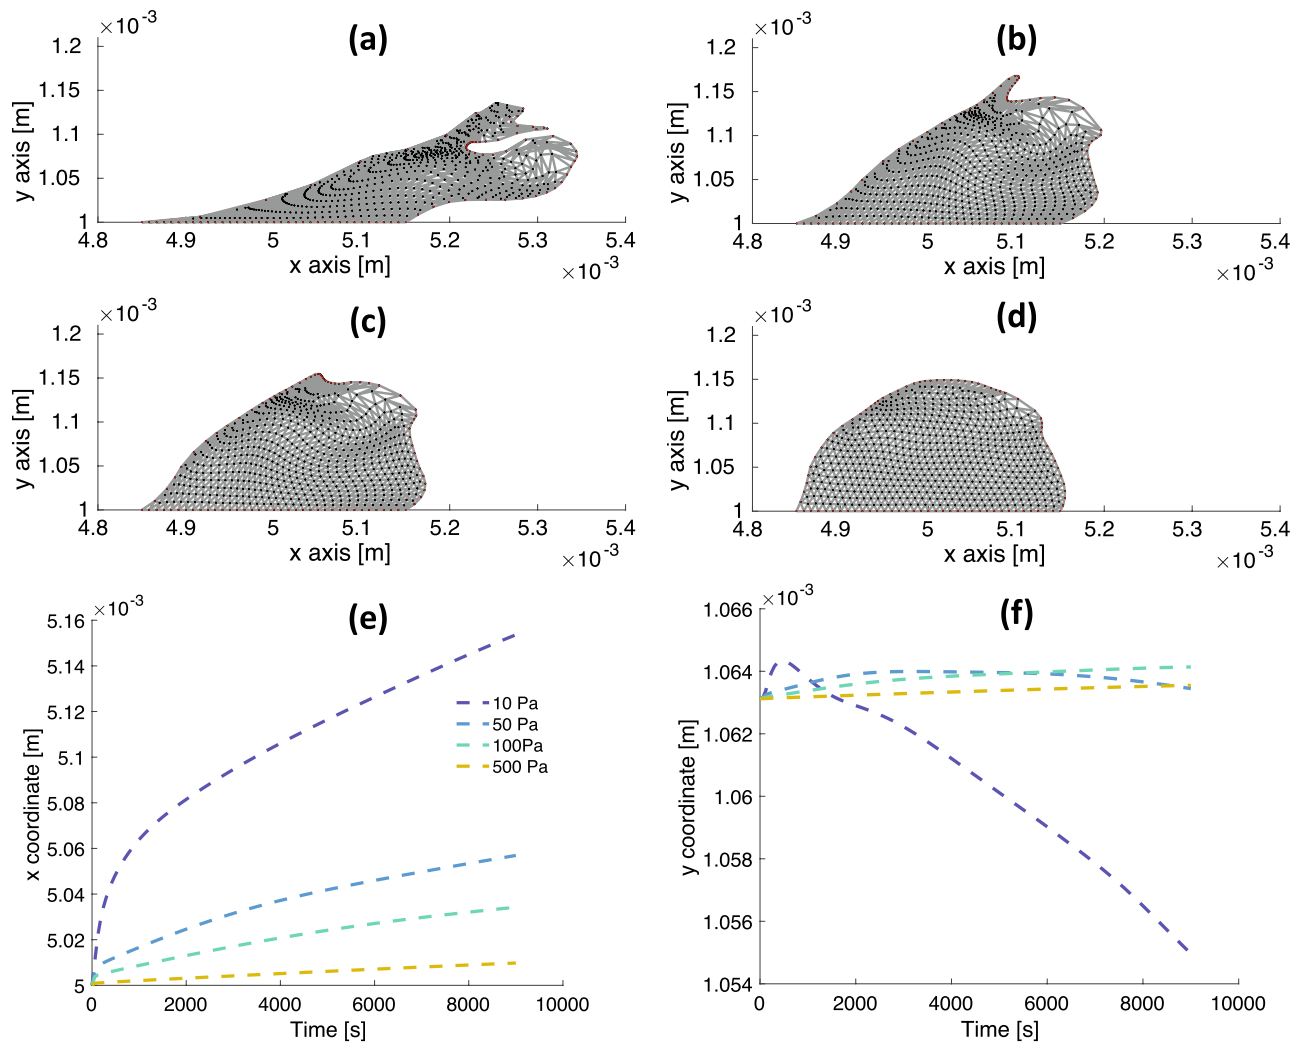 ×10-3
(a)
1.2
1.15
1.1
1.05
1
y axis [m]
4.8 4.9 5 5.1 5.2 5.3 5.4
x axis [m]
×10-3
×10-3
(b)
1.2
1.15
1.1
1.05
1
y axis [m]
4.8 4.9 5 5.1 5.2 5.3 5.4
x axis [m]
×10-3
×10-3
(c)
1.2
1.15
1.1
1.05
1
y axis [m]
4.8 4.9 5 5.1 5.2 5.3 5.4
x axis [m]
×10-3
×10-3
(d)
1.2
1.15
1.1
1.05
1
y axis [m]
4.8 4.9 5 5.1 5.2 5.3 5.4
x axis [m]
×10-3
×10-3
(e)
5.16
5.14
5.12
5.1
5.08
5.06
5.04
5.02
5
x coordinate [m]
10 Pa
50 Pa
100Pa
500 Pa
0 2000 4000 6000 8000 10000
Time [s]
×10-3
(f)
1.066
1.064
1.062
1.06
1.058
1.056
1.054
y coordinate [m]
0 2000 4000 6000 8000 10000
Time [s]